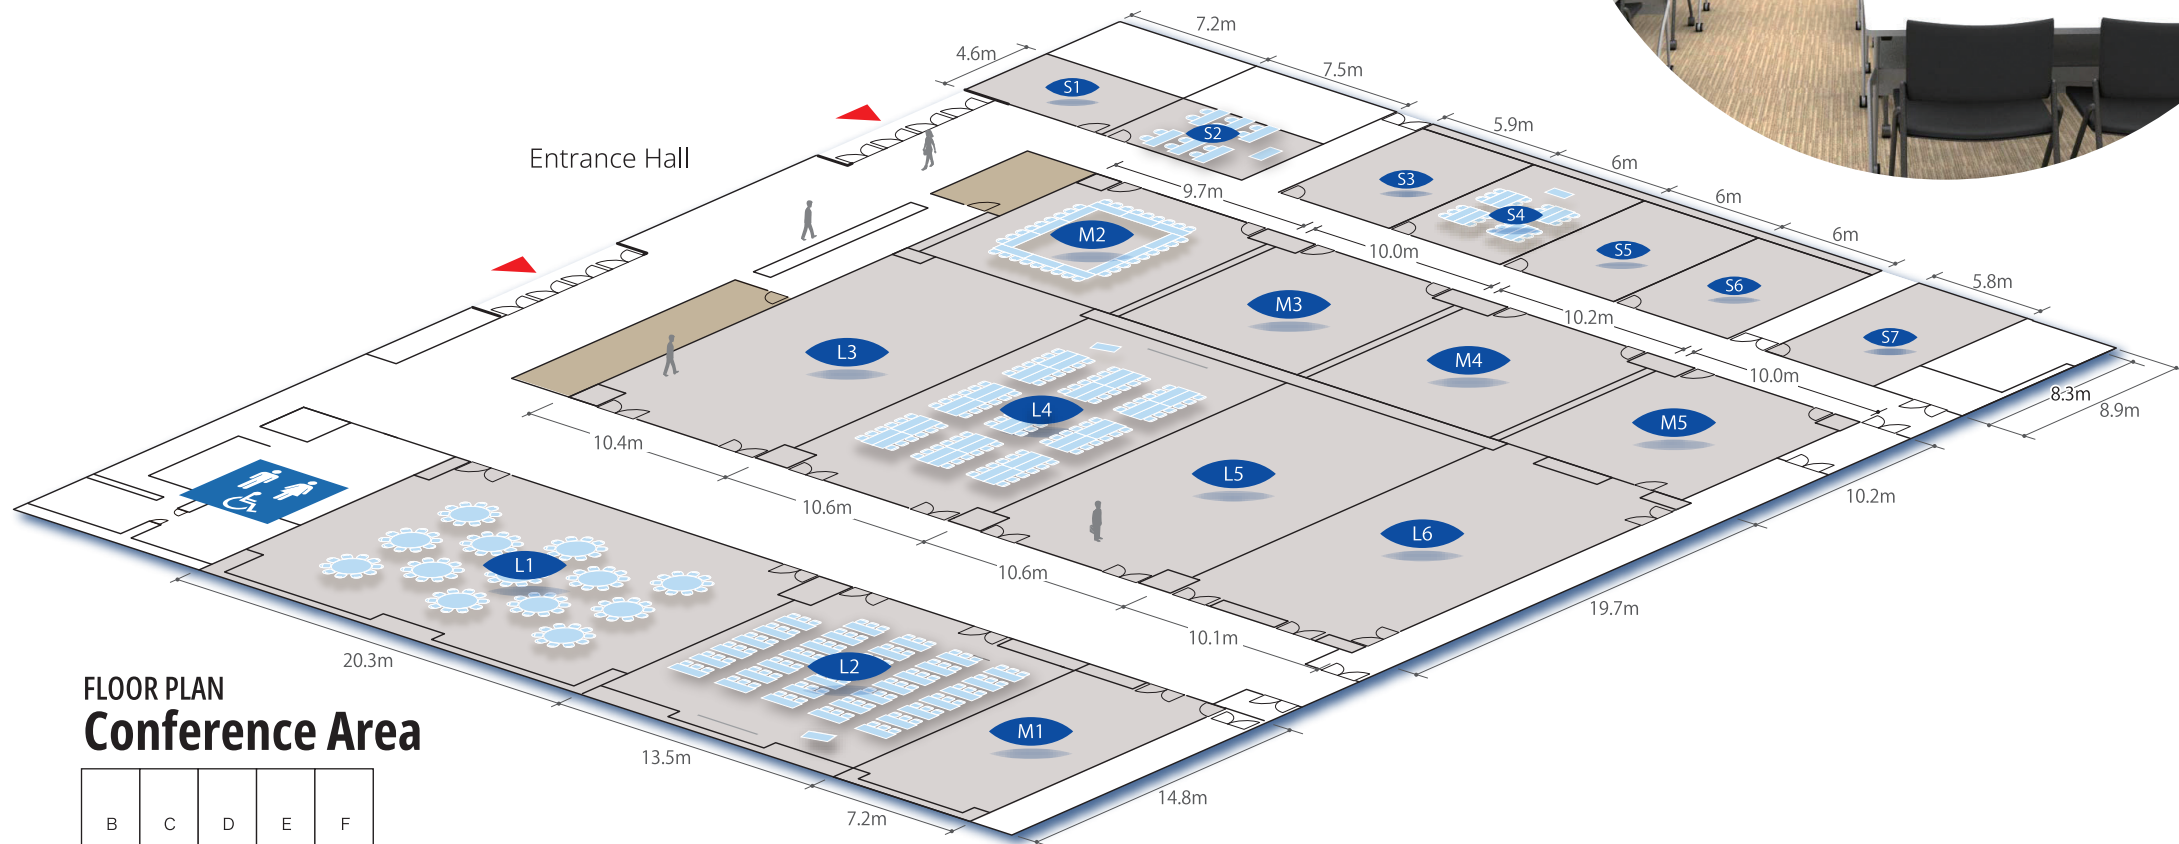 7.2m
4.6m
7.5m
S1
5.9m
S2
6m
Entrance Hall
S3
9.7m
6m
S4
M2
6m
10.0m
S5
5.8m
S6
M3
10.2m
S7
L3
M4
10.0m
8.3m
8.9m
L4
M5
10.4m
L5
10.2m
10.6m
L6
L1
10.6m
19.7m
10.1m
20.3m
L2
FLOOR PLAN
Conference Area
M1
13.5m
14.8m
7.2m
B C D E F